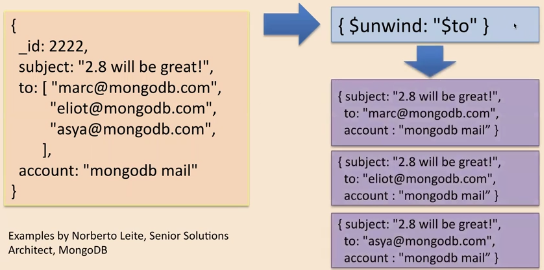 {
_id: 2222,
subject: "2.8 will be great!",
to: [ "marc@mongodb.com",
"eliot@mongodb.com",
"asya@mongodb.com",
],
account: "mongodb mail"
}
Examples by Norberto Leite, Senior Solutions
Architect, MongoDB
{ $unwind: "$to" }
{ subject: "2.8 will be great!",
to: "marc@mongodb.com",
account : "mongodb mail” }
{ subject: "2.8 will be great!",
to: "eliot@mongodb.com",
account : "mongodb mail” }
{ subject: "2.8 will be great!",
to: "asya@mongodb.com",
account : "mongodb mail” }